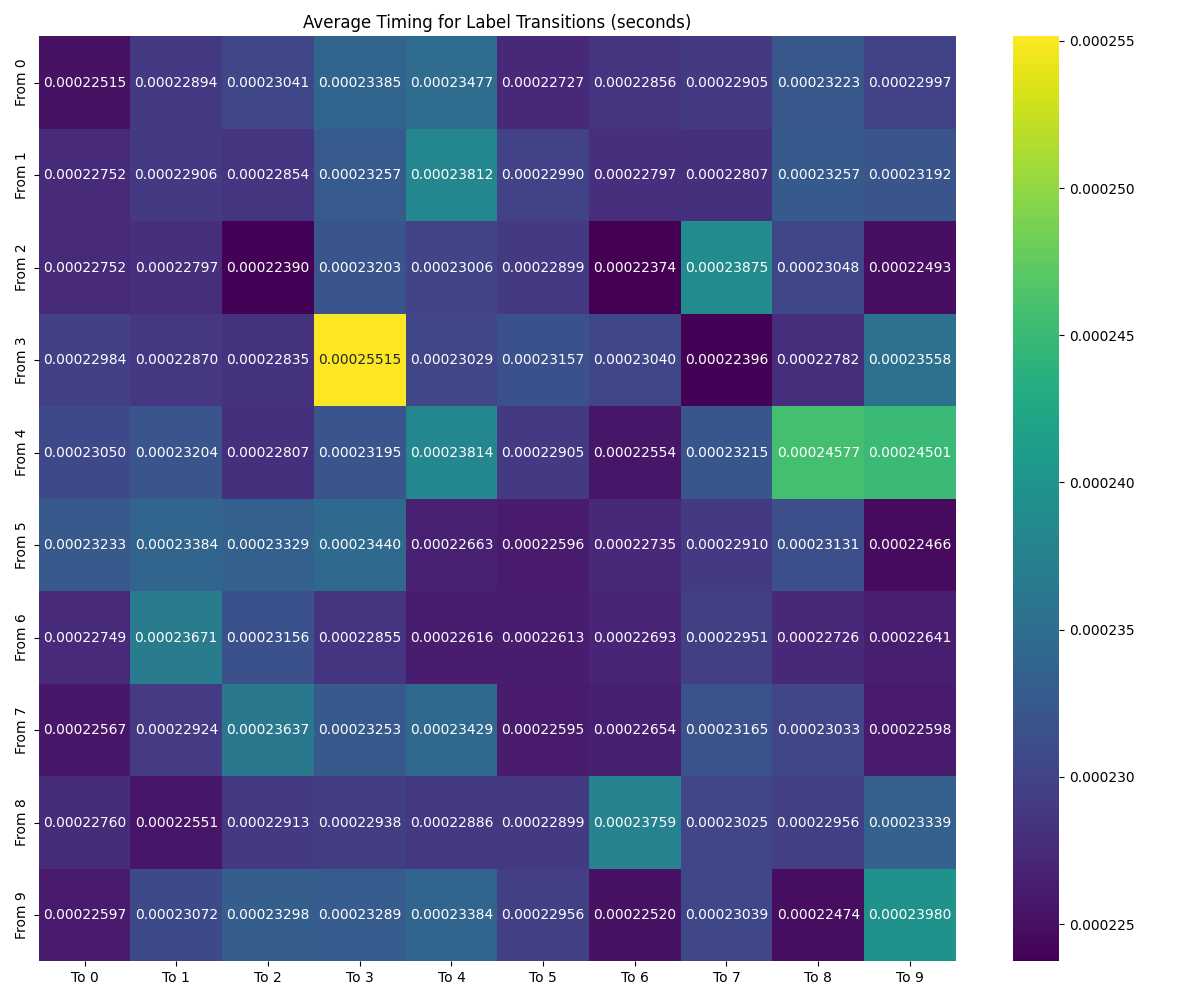 Average Timing for Label Transitions (seconds)
From 0 0.00022515 0.00022894 0.00023041 0.00023385 0.00023477 0.00022727 0.00022856 0.00022905 0.00023223 0.00022997
From 1 0.00022752 0.00022906 0.00022854 0.00023257 0.00023812 0.00022990 0.00022797 0.00022807 0.00023257 0.00023192
From 2 0.00022752 0.00022797 0.00022390 0.00023203 0.00023006 0.00022899 0.00022374 0.00023875 0.00023048 0.00022493
From 3 0.00022984 0.00022870 0.00022835 0.00025515 0.00023029 0.00023157 0.00023040 0.00022396 0.00022782 0.00023558
From 4 0.00023050 0.00023204 0.00022807 0.00023195 0.00023814 0.00022905 0.00022554 0.00023215 0.00024577 0.00024501
From 5 0.00023233 0.00023384 0.00023329 0.00023440 0.00022663 0.00022596 0.00022735 0.00022910 0.00023131 0.00022466
From 6 0.00022749 0.00023671 0.00023156 0.00022855 0.00022616 0.00022613 0.00022693 0.00022951 0.00022726 0.00022641
From 7 0.00022567 0.00022924 0.00023637 0.00023253 0.00023429 0.00022595 0.00022654 0.00023165 0.00023033 0.00022598
From 8 0.00022760 0.00022551 0.00022913 0.00022938 0.00022886 0.00022899 0.00023759 0.00023025 0.00022956 0.00023339
From 9 0.00022597 0.00023072 0.00023298 0.00023289 0.00023384 0.00022956 0.00022520 0.00023039 0.00022474 0.00023980
To 0 To 1 To 2 To 3 To 4 To 5 To 6 To 7 To 8 To 9
0.000255
0.000250
0.000245
0.000240
0.000235
0.000230
0.000225